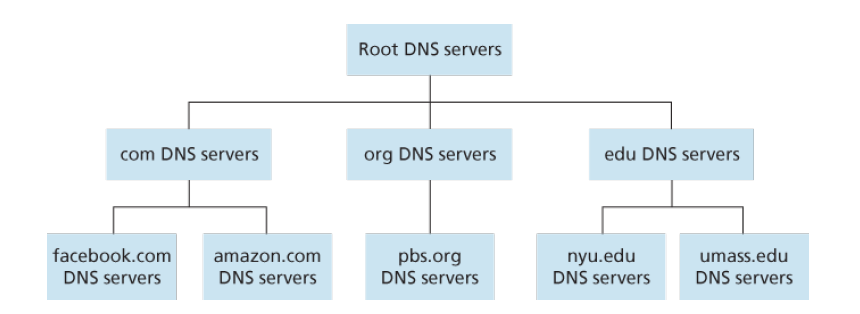 Root DNS servers
com DNS servers
org DNS servers
edu DNS servers
facebook.com
DNS servers
amazon.com
DNS servers
pbs.org
DNS servers
nyu.edu
DNS servers
umass.edu
DNS servers